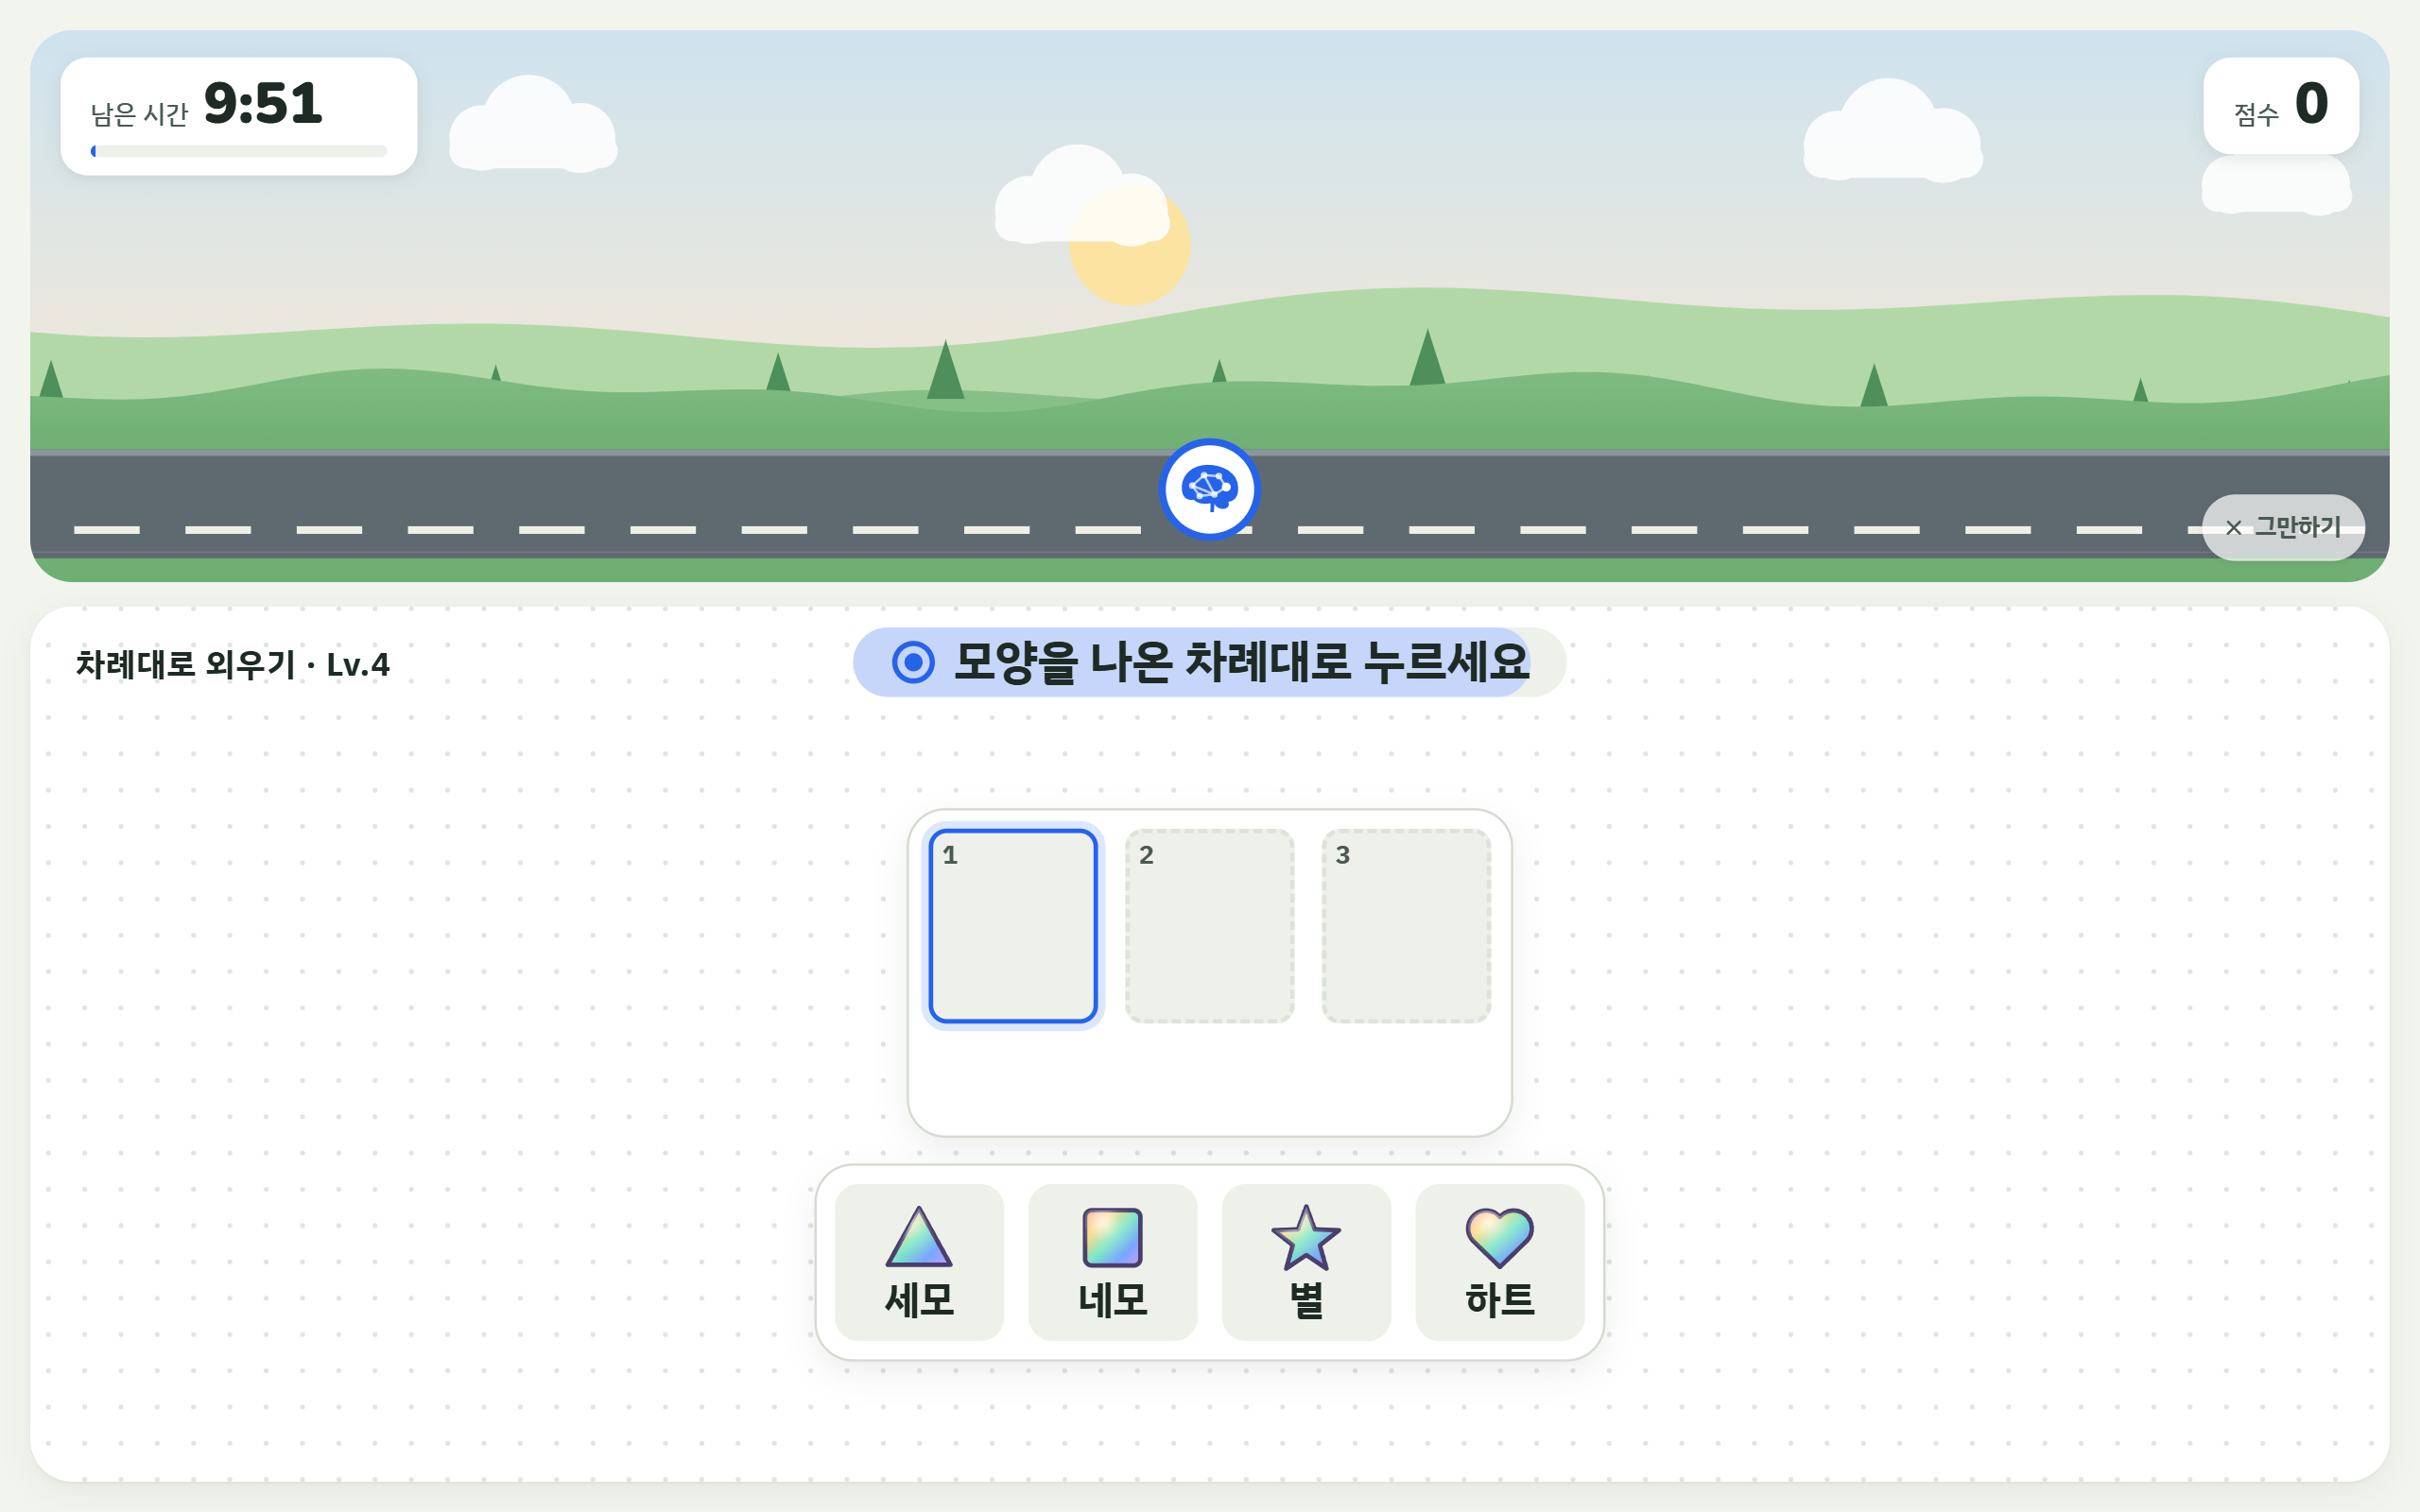 남은 시간 9:51
점수 0
× 그만하기
차례대로 외우기 · Lv.4
모양을 나온 차례대로 누르세요
1 2 3
세모 네모 별 하트